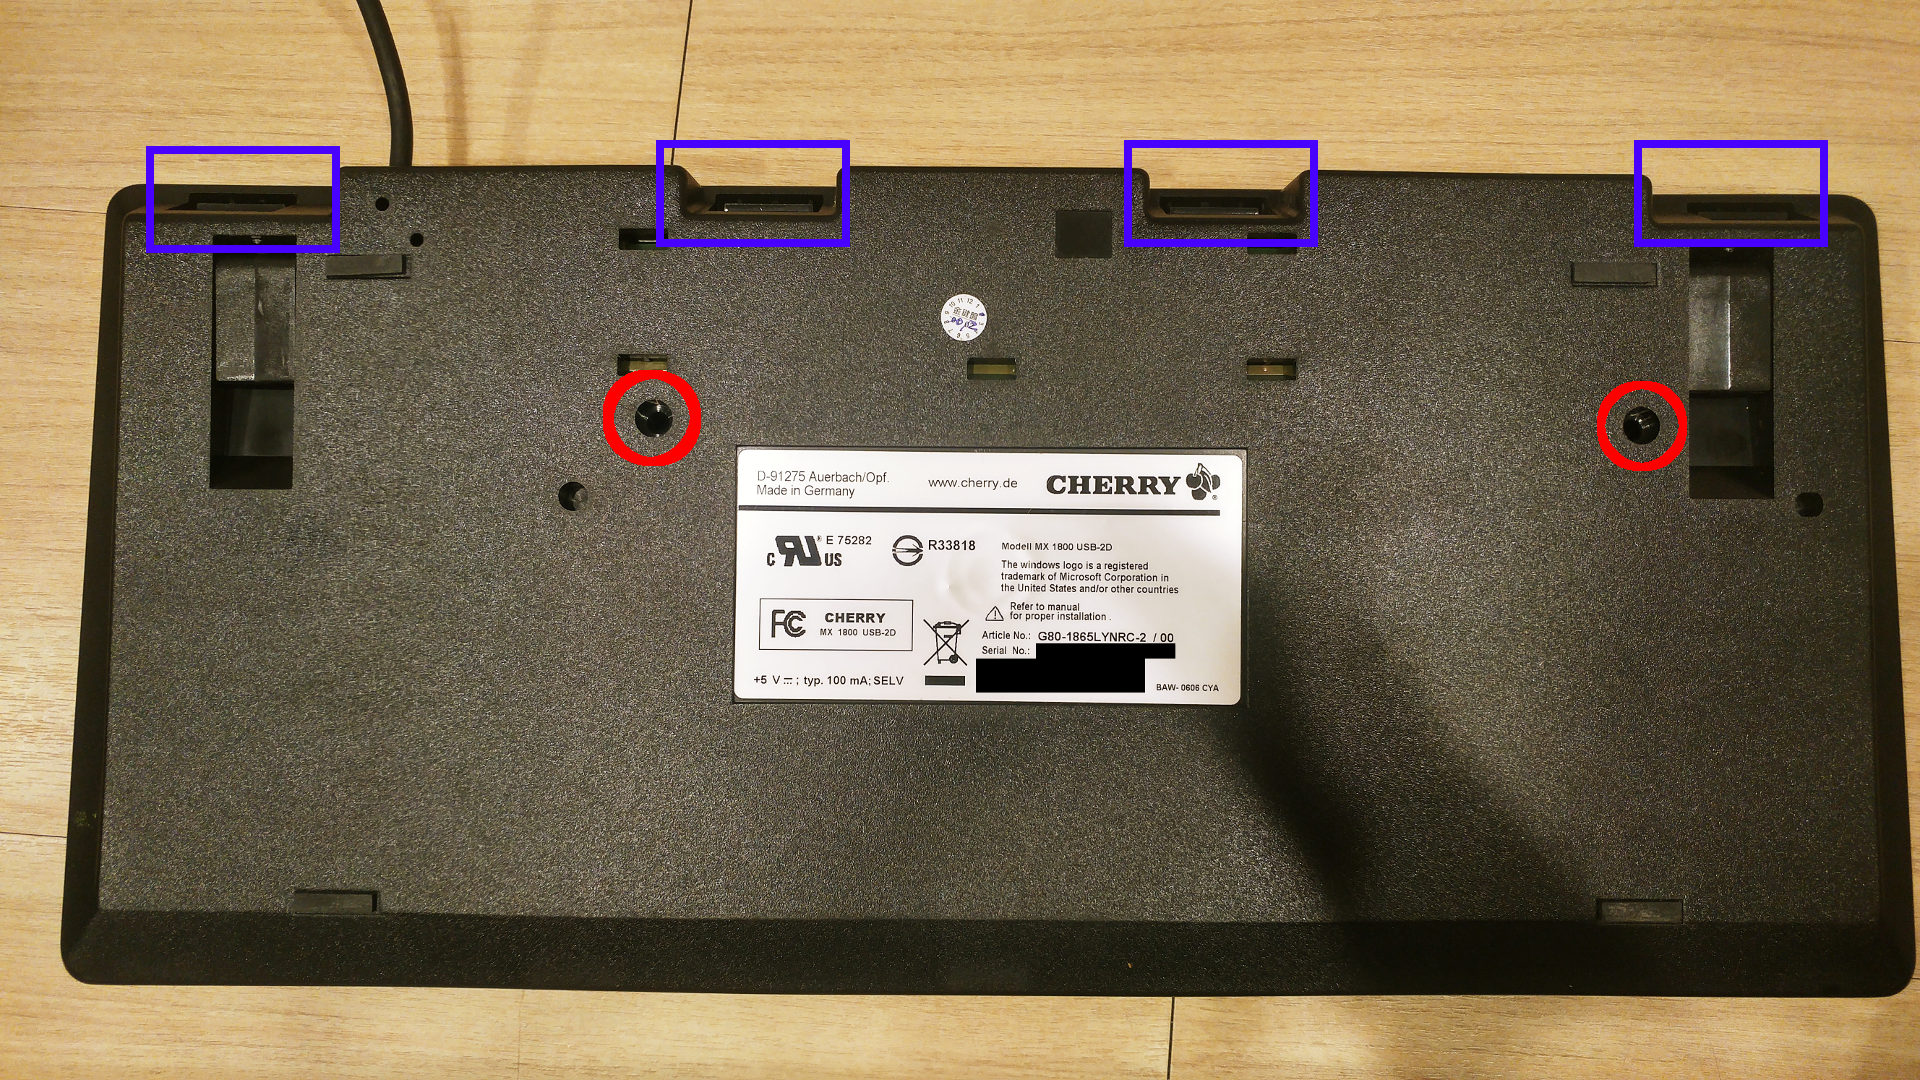 D-91275 Auerbach/Opf.
Made in Germany
www.cherry.de
CHERRY
c RU ® US
E 75282
R33818
Modell MX 1800 USB-2D
The windows logo is a registered
trademark of Microsoft Corporation in
the United States and/or other countries
Refer to manual
for proper installation .
FC CHERRY
MX 1800 USB-2D
Article No.: G80-1865LYNRC-2 / 00
Serial No.:
+5 V ; typ. 100 mA; SELV
BAW- 0606 CYA